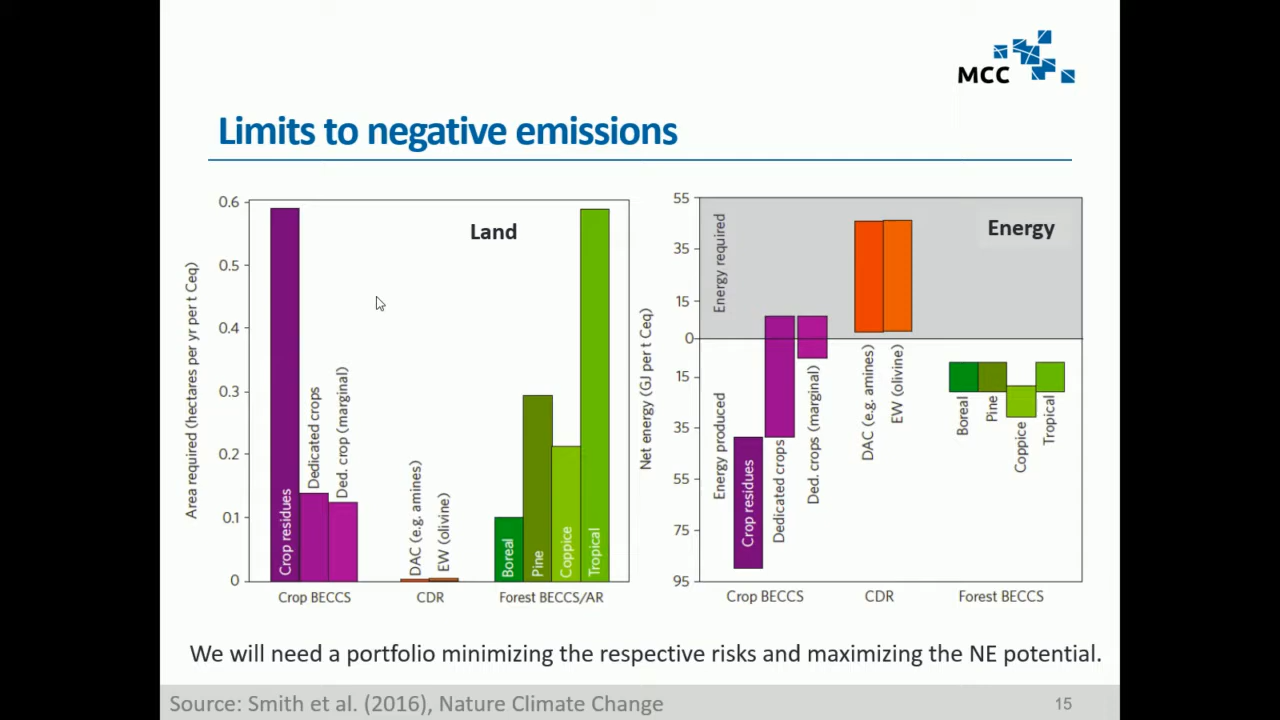 MCC
Limits to negative emissions
Land
Area required (hectares per yr per t Ceq)
0.6
0.5
0.4
0.3
0.2
0.1
0
Crop residues
Dedicated crops
Ded. crop (marginal)
DAC (e.g. amines)
EW (olivine)
Boreal
Pine
Coppice
Tropical
Crop BECCS
CDR
Forest BECCS/AR
Energy
Net energy (GJ per t Ceq)
55
35
15
0
15
35
55
75
95
Energy required
Energy produced
Crop residues
Dedicated crops
Ded. crops (marginal)
DAC (e.g. amines)
EW (olivine)
Boreal
Pine
Coppice
Tropical
Crop BECCS
CDR
Forest BECCS
We will need a portfolio minimizing the respective risks and maximizing the NE potential.
Source: Smith et al. (2016), Nature Climate Change
15